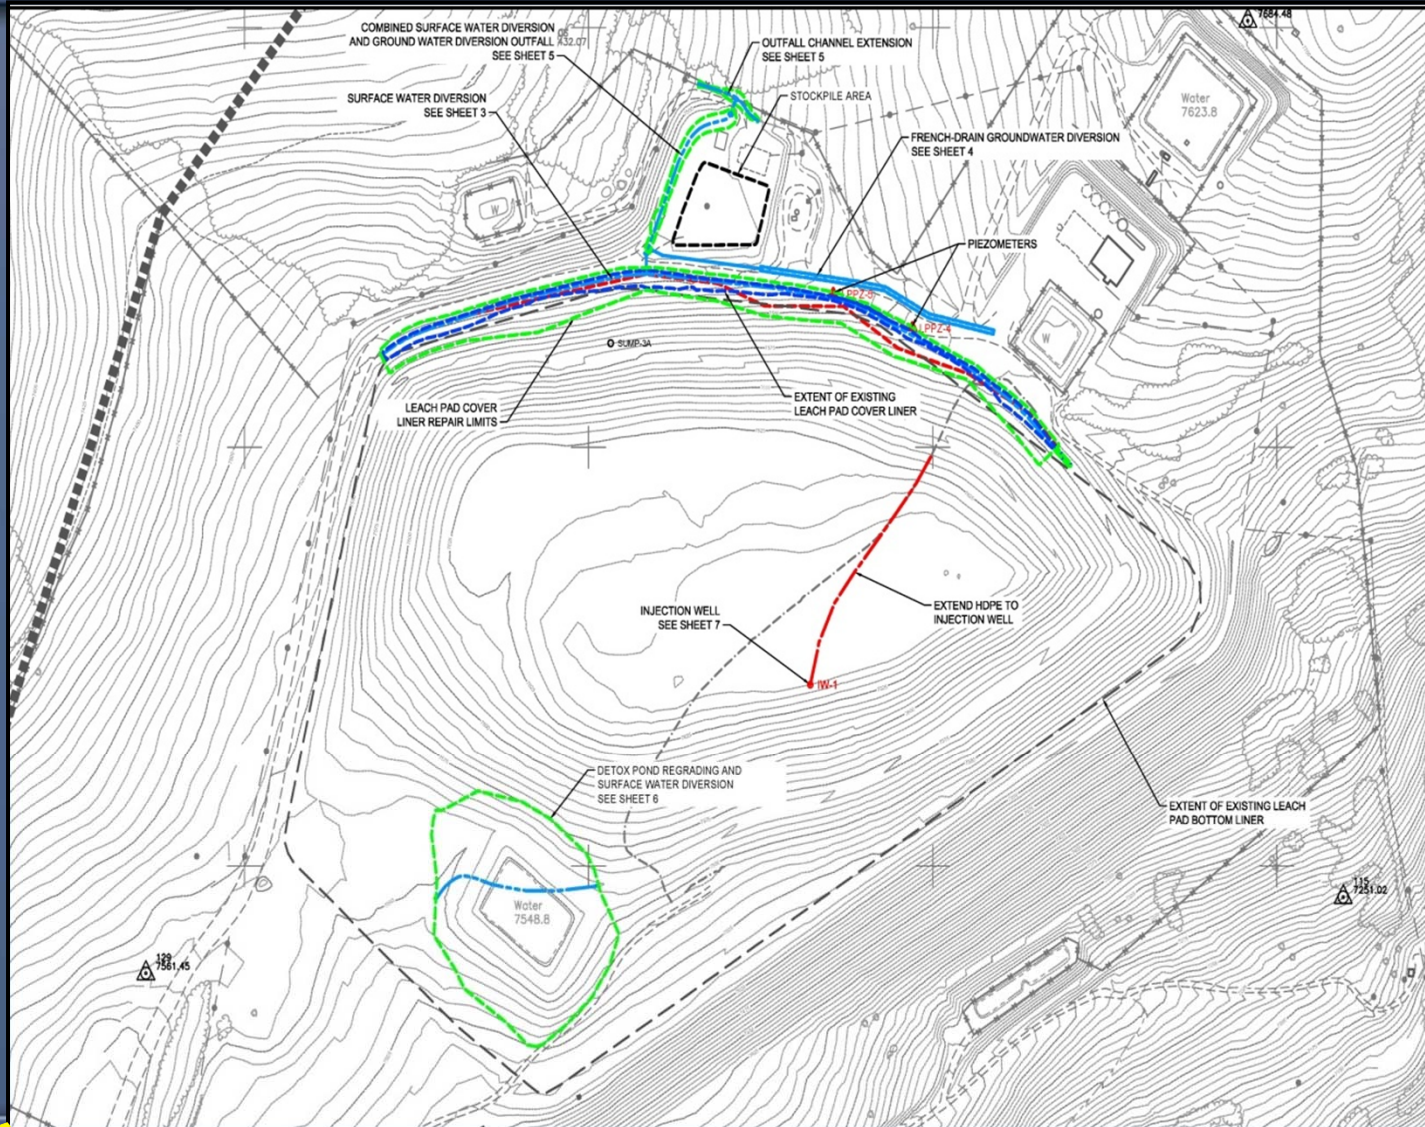 7684.48
COMBINED SURFACE WATER DIVERSION
AND GROUND WATER DIVERSION OUTFALL
SEE SHEET 5
OUTFALL CHANNEL EXTENSION
SEE SHEET 5
SURFACE WATER DIVERSION
SEE SHEET 3
STOCKPILE AREA
Water
7623.8
FRENCH-DRAIN GROUNDWATER DIVERSION
SEE SHEET 4
W
PIEZOMETERS
LPPZ-4
W
SUMP-3A
LEACH PAD COVER
LINER REPAIR LIMITS
EXTENT OF EXISTING
LEACH PAD COVER LINER
INJECTION WELL
SEE SHEET 7
EXTEND HDPE TO
INJECTION WELL
IW-1
DETOX POND REGRADING AND
SURFACE WATER DIVERSION
SEE SHEET 6
EXTENT OF EXISTING LEACH
PAD BOTTOM LINER
115
7251.02
Water
7548.8
129
7561.45